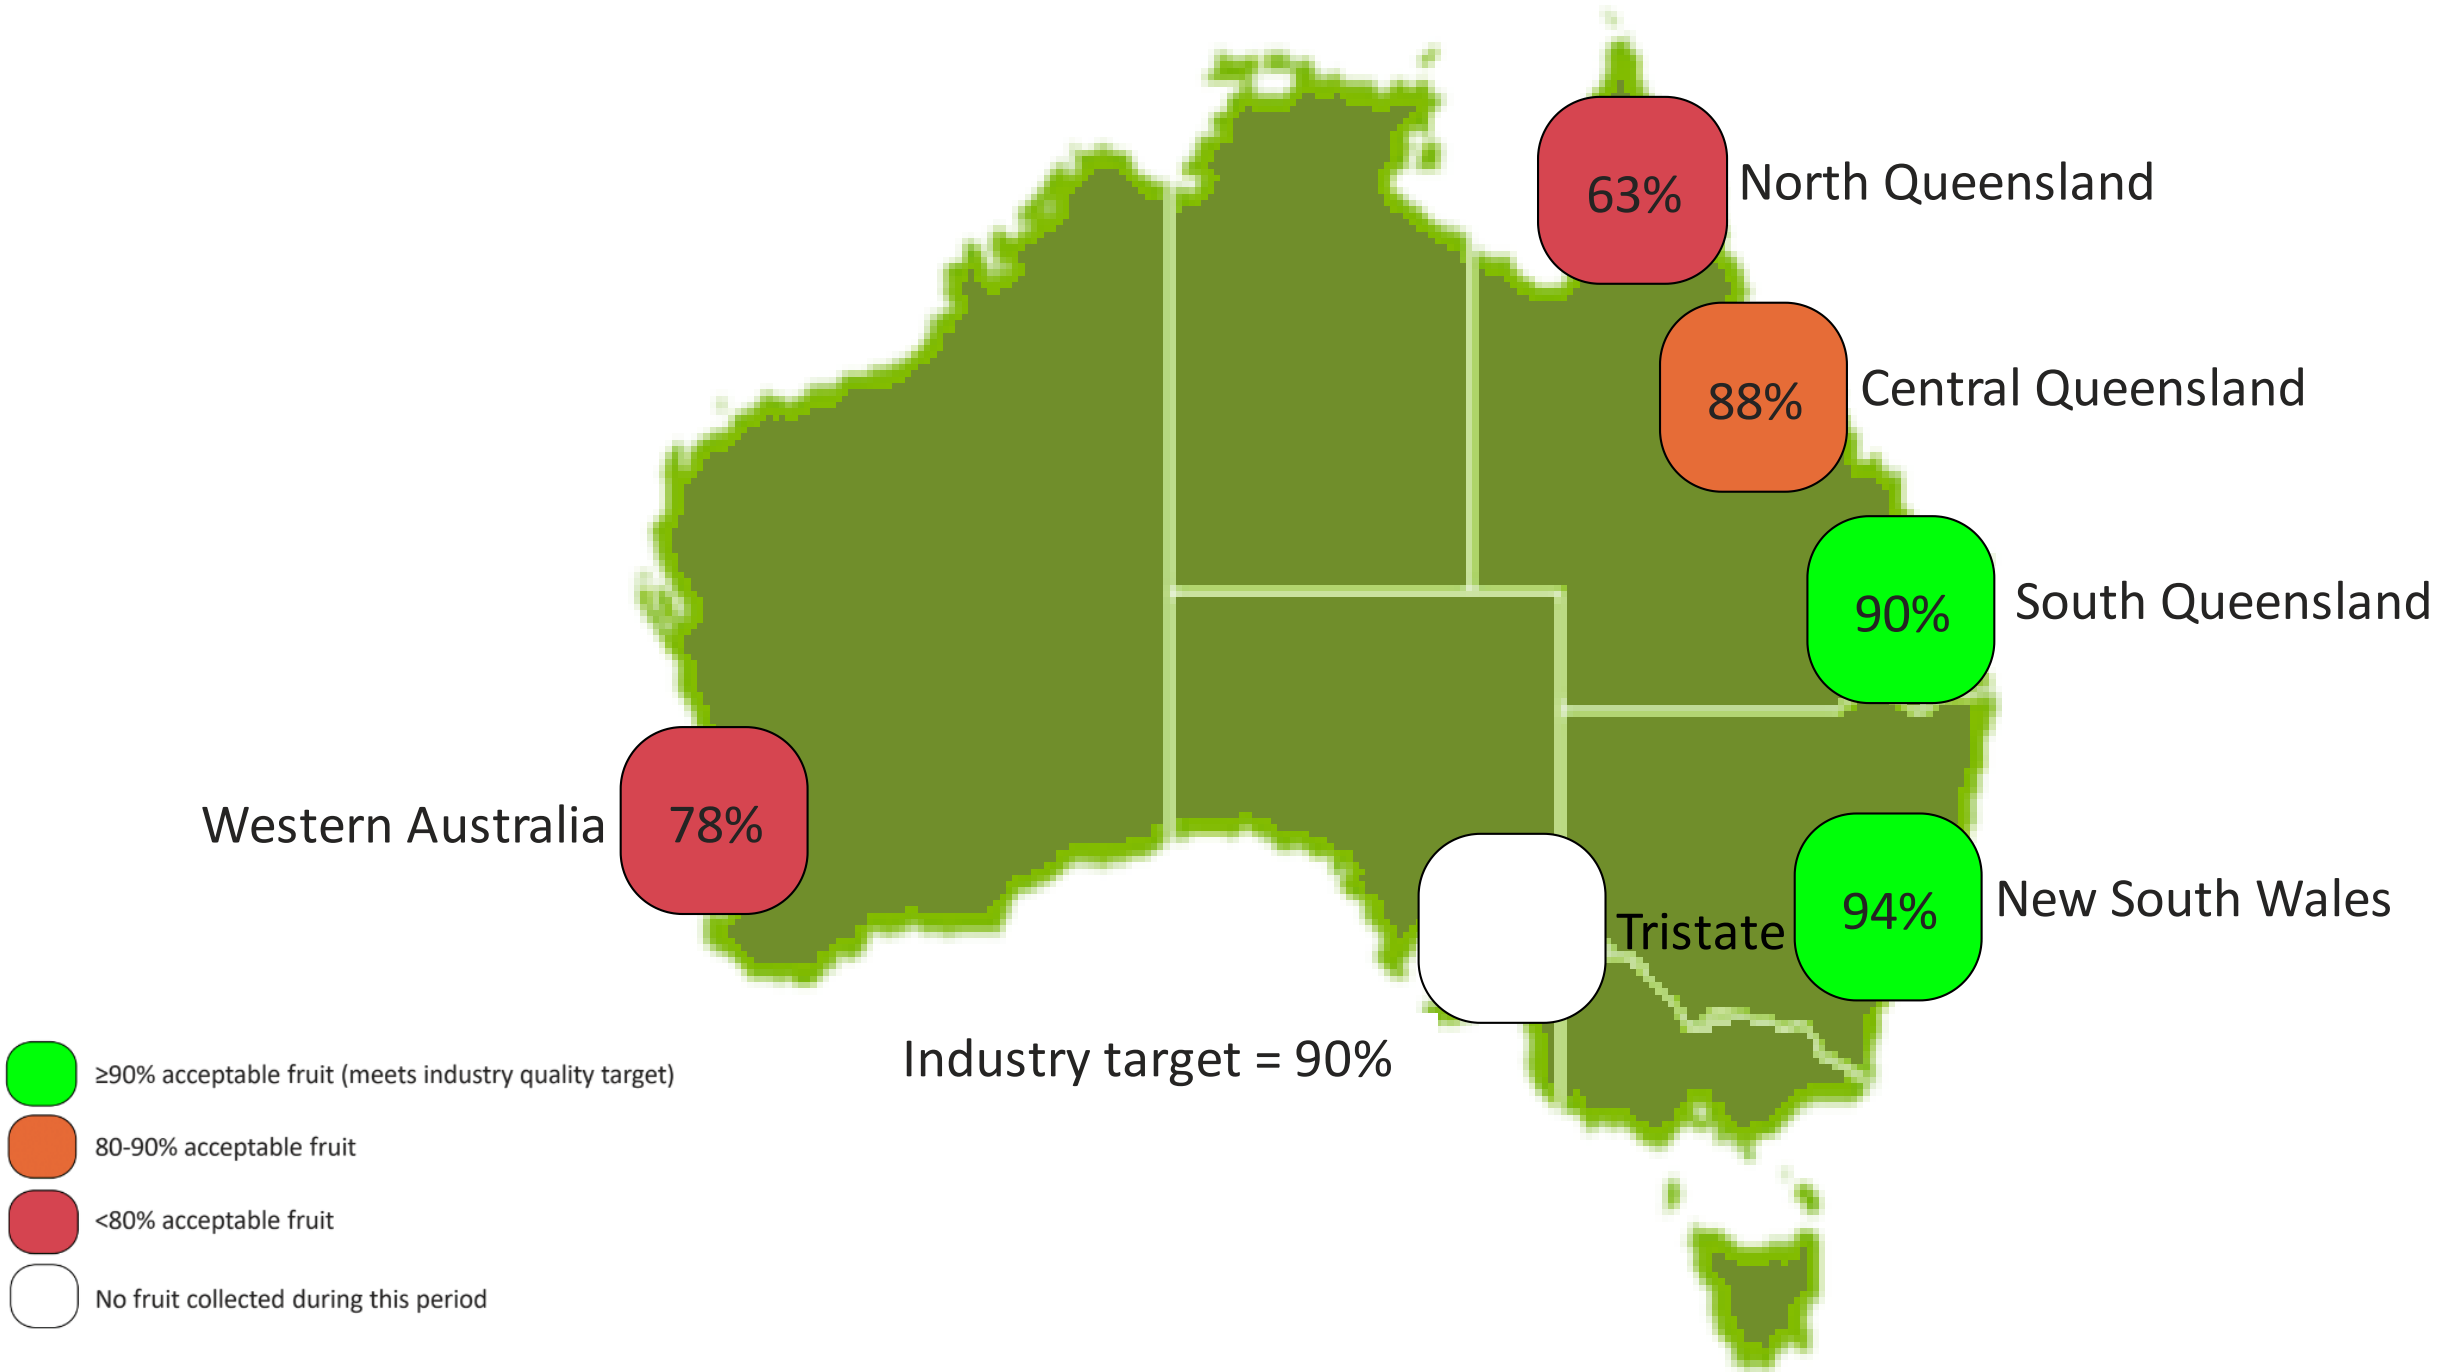 63%
North Queensland
88%
Central Queensland
90%
South Queensland
Western Australia
78%
Tristate
94%
New South Wales
Industry target = 90%
≥90% acceptable fruit (meets industry quality target)
80-90% acceptable fruit
<80% acceptable fruit
No fruit collected during this period